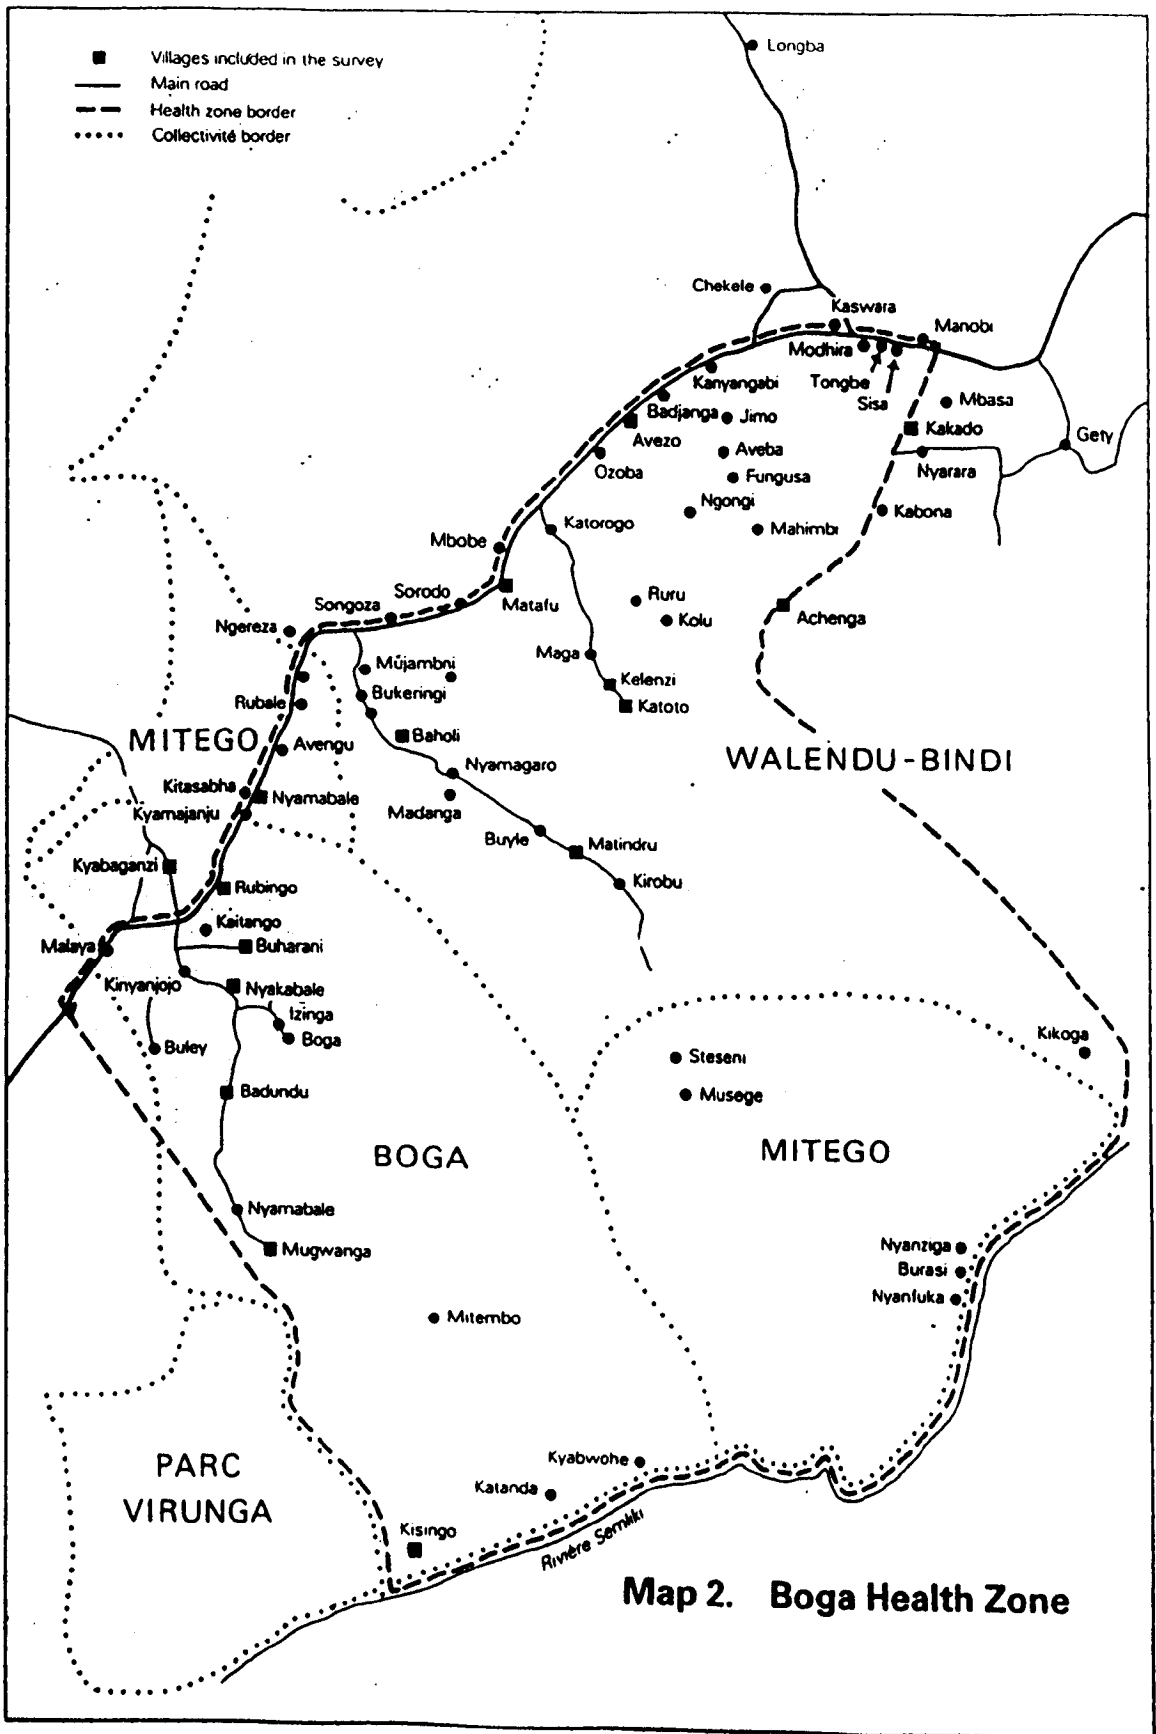 Villages included in the survey
Main road
Health zone border
Collectivité border
Longba
Chekele
Kaswara
Manobi
Modhira
Tongbe
Sisa
Kanyangabi
Badjanga
Jimo
Mbasa
Avezo
Kakado
Gety
Ozoba
Aveba
Nyarara
Fungusa
Ngongi
Kabona
Katorogo
Mahimbi
Mbobe
Sorodo
Matafu
Ruru
Songoza
Kolu
Achenga
Ngereza
Maga
Mujambni
Kelenzi
Bukeringi
Katoto
Rubale
MITEGO
Baholi
Avengu
WALENDU-BINDI
Nyamagaro
Kitasabha
Nyamabale
Madanga
Kyamajanju
Buyle
Matindru
Kyabaganzi
Kirobu
Rubingo
Kaitango
Malaya
Buharani
Kinyanjojo
Nyakabale
Izinga
Boga
Kikoga
Buley
Steseni
Badundu
Musege
BOGA
MITEGO
Nyamabale
Mugwanga
Nyanziga
Burasi
Nyanfuka
Mitembo
PARC
VIRUNGA
Kyabwohe
Katanda
Kisingo
Rivière Semliki
Map 2. Boga Health Zone